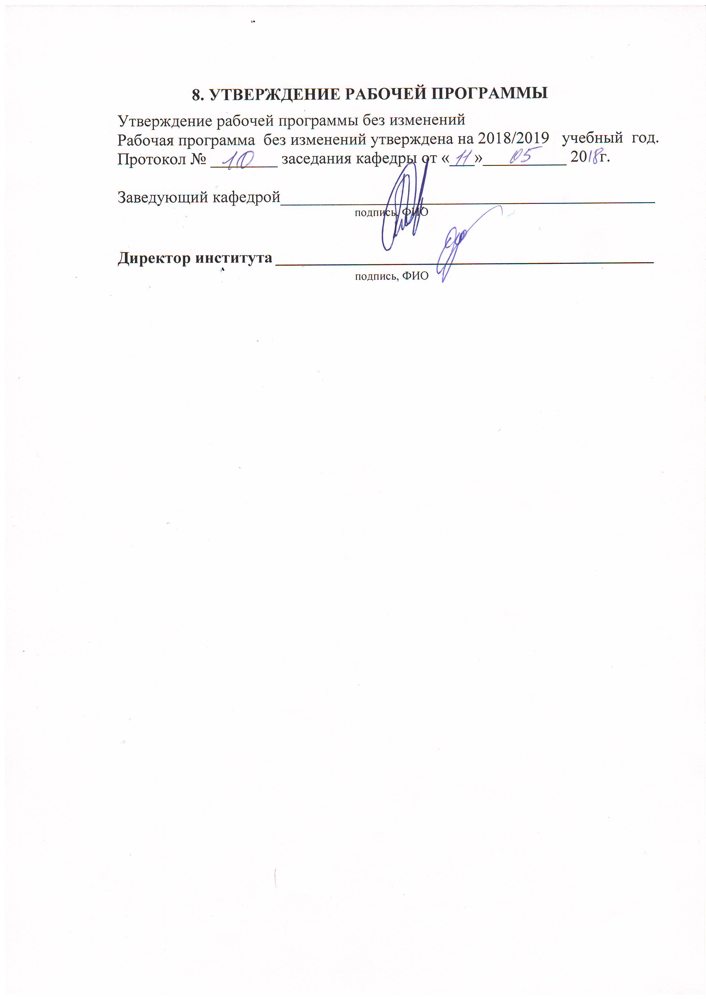 8. УТВЕРЖДЕНИЕ РАБОЧЕЙ ПРОГРАММЫ
Утверждение рабочей программы без изменений
Рабочая программа без изменений утверждена на 2018/2019 учебный год.
Протокол № 10 заседания кафедры от «11» 05 2018г.
Заведующий кафедрой
подпись, ФИО
Директор института
подпись, ФИО